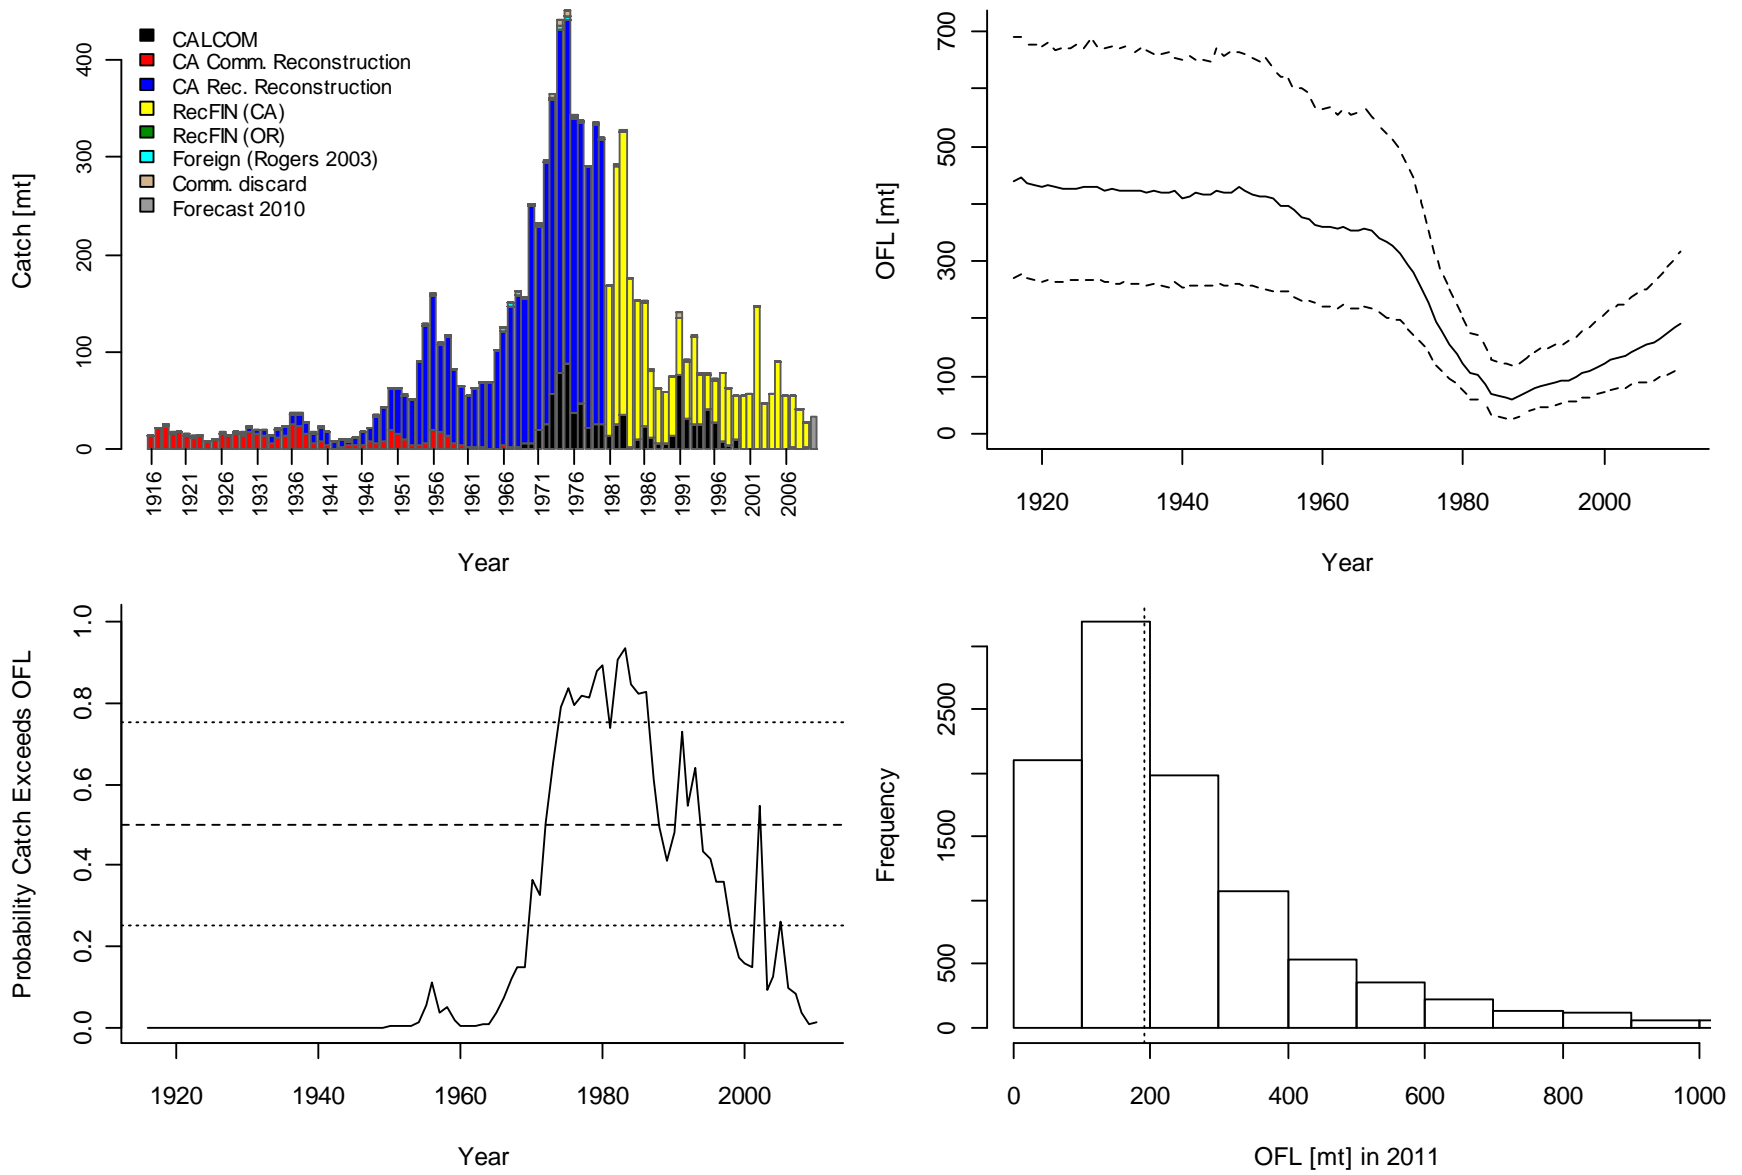 CALCOM
CA Comm. Reconstruction
CA Rec. Reconstruction
RecFIN (CA)
RecFIN (OR)
Foreign (Rogers 2003)
Comm. discard
Forecast 2010
Catch [mt]
0 100 200 300 400
1916 1921 1926 1931 1936 1941 1946 1951 1956 1961 1966 1971 1976 1981 1986 1991 1996 2001 2006
Year
OFL [mt]
0 100 300 500 700
1920 1940 1960 1980 2000
Year
Probability Catch Exceeds OFL
0.0 0.2 0.4 0.6 0.8 1.0
1920 1940 1960 1980 2000
Year
Frequency
0 500 1500 2500
0 200 400 600 800 1000
OFL [mt] in 2011